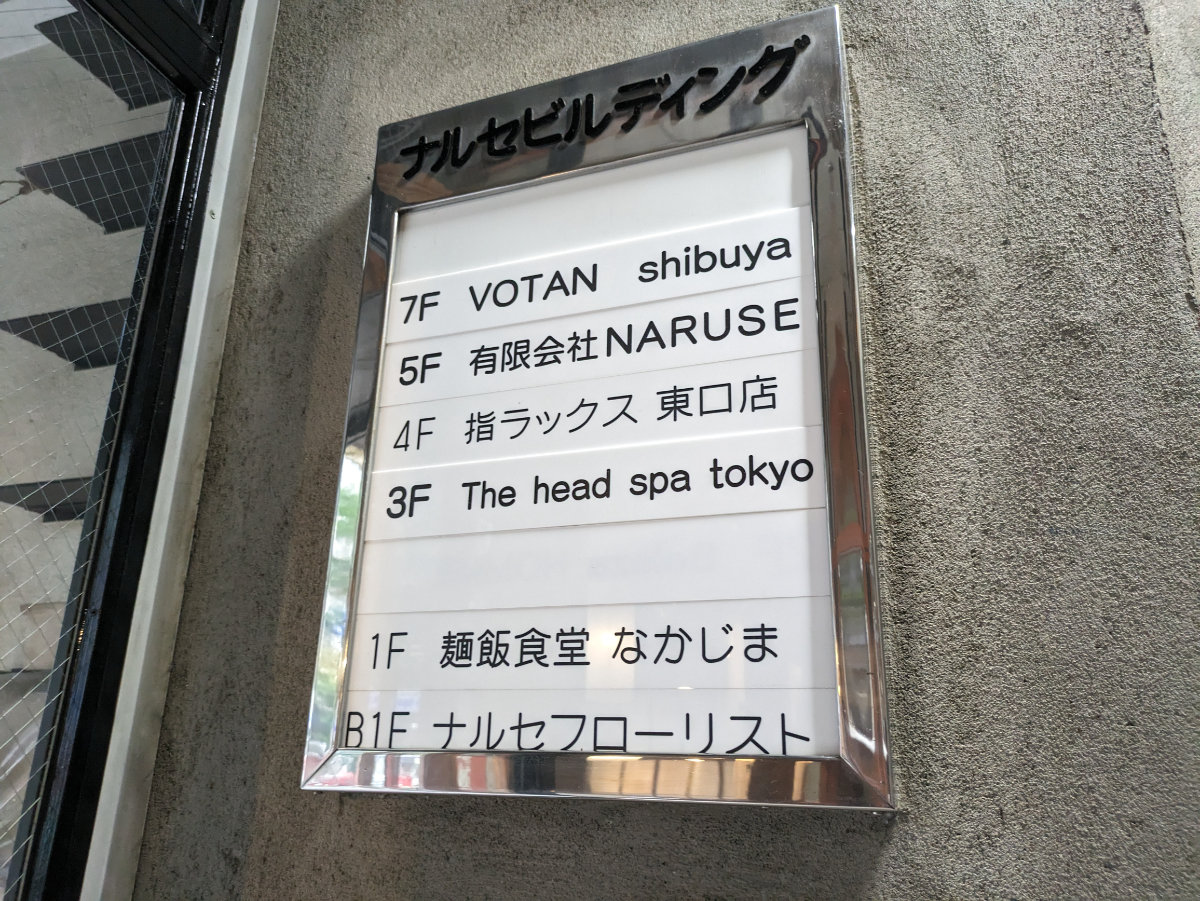 ナルセビルディング
7F VOTAN shibuya
5F 有限会社NARUSE
4F 指ラックス 東口店
3F The head spa tokyo
1F 麺飯食堂 なかじま
B1F ナルセフローリスト